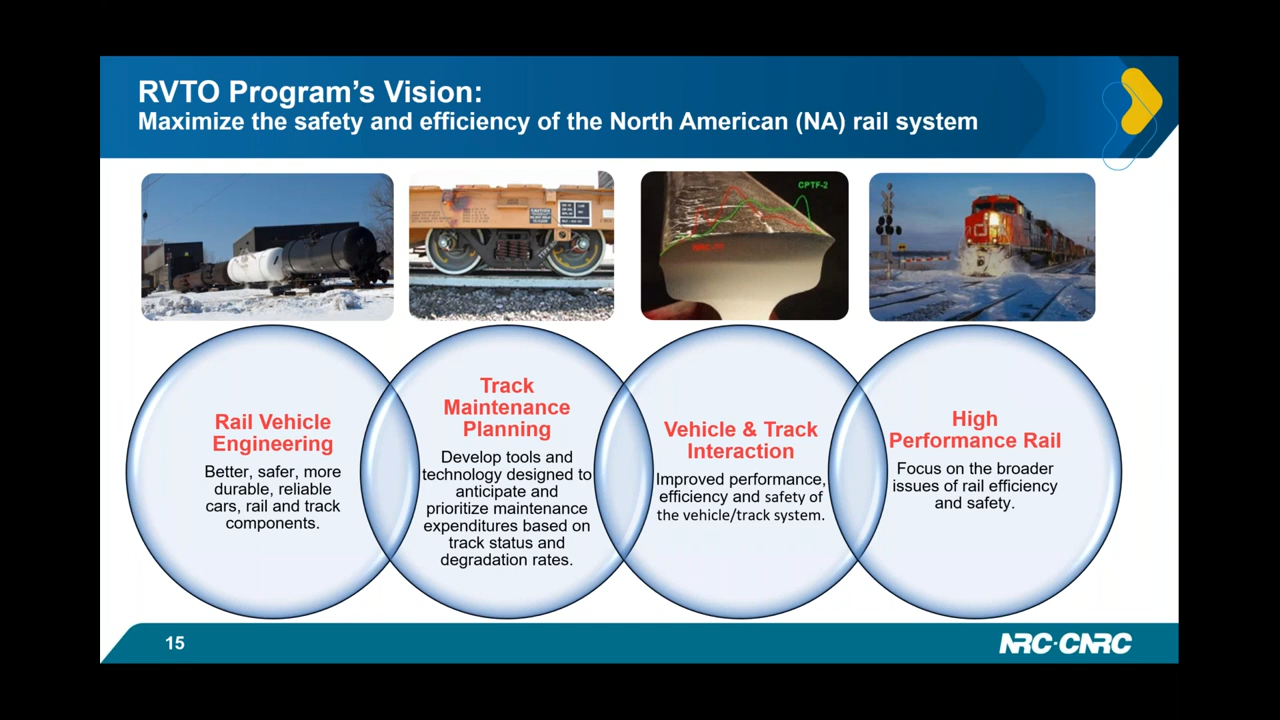 RVTO Program's Vision:
Maximize the safety and efficiency of the North American (NA) rail system
CPTF-2
Rail Vehicle
Engineering
Better, safer, more
durable, reliable
cars, rail and track
components.
Track
Maintenance
Planning
Develop tools and
technology designed to
anticipate and
prioritize maintenance
expenditures based on
track status and
degradation rates.
Vehicle & Track
Interaction
Improved performance,
efficiency and safety of
the vehicle/track system.
High
Performance Rail
Focus on the broader
issues of rail efficiency
and safety.
15
NRC·CNRC